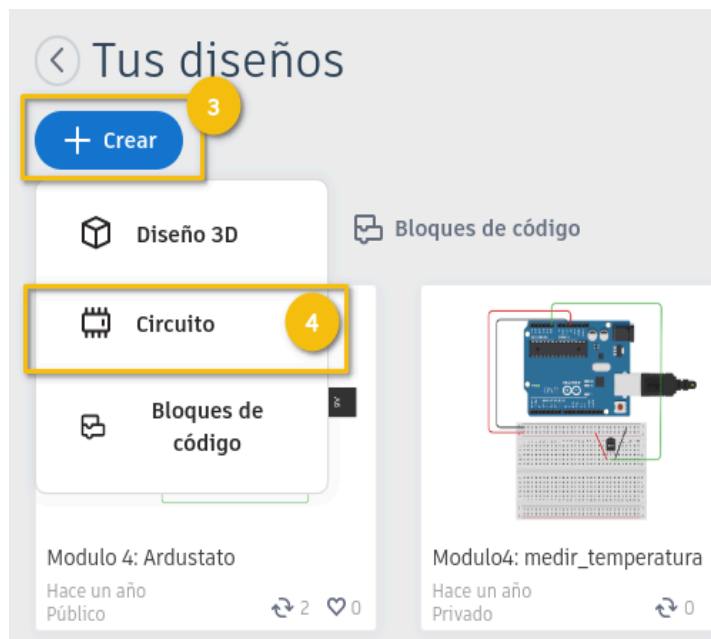 Tus diseños
3
+ Crear
Diseño 3D
Bloques de código
Circuito
4
Bloques de
código
Modulo 4: Ardustato
Modulo4: medir_temperatura
Hace un año
Hace un año
Público
2
0
Privado
0